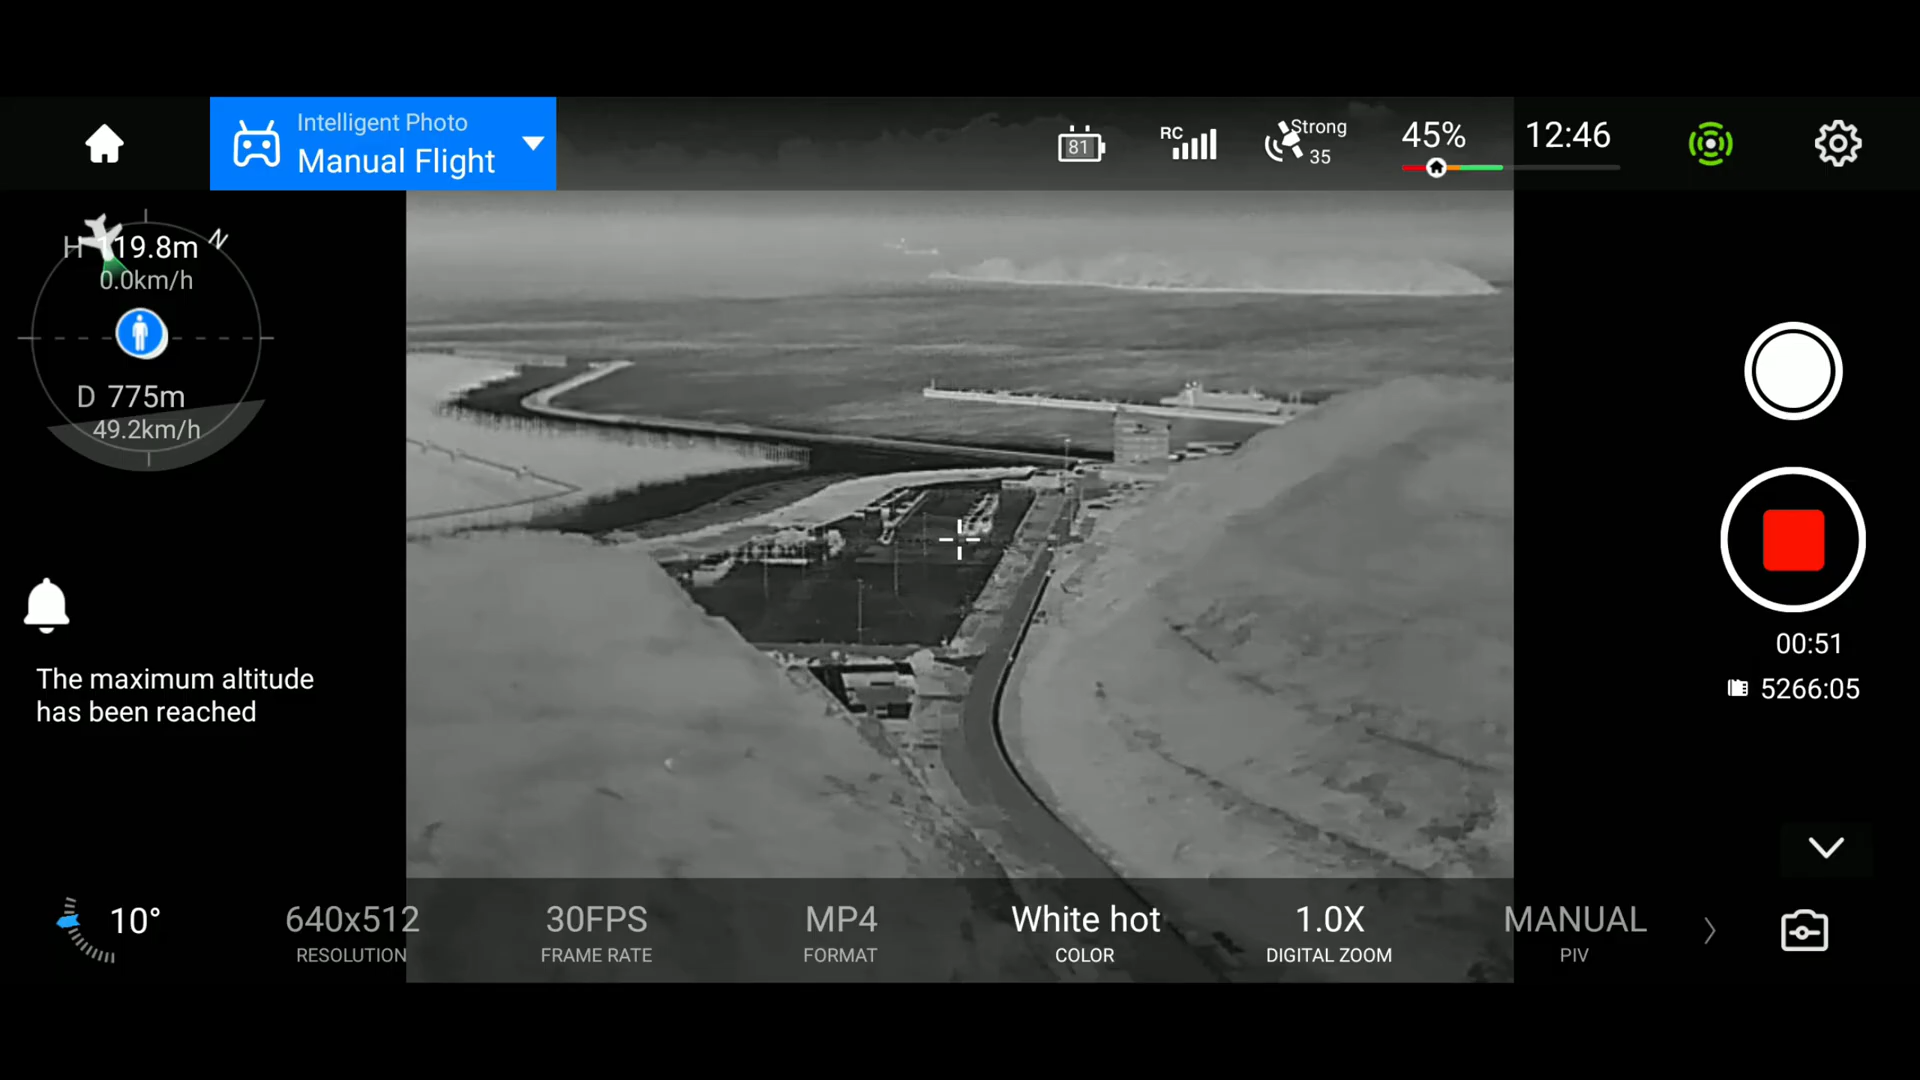 Intelligent Photo
Manual Flight
81
RC
Strong
35
45%
12:46
N
H 119.8m
0.0km/h
D 775m
49.2km/h
The maximum altitude
has been reached
00:51
5266:05
10°
640x512
RESOLUTION
30FPS
FRAME RATE
MP4
FORMAT
White hot
COLOR
1.0X
DIGITAL ZOOM
MANUAL
PIV